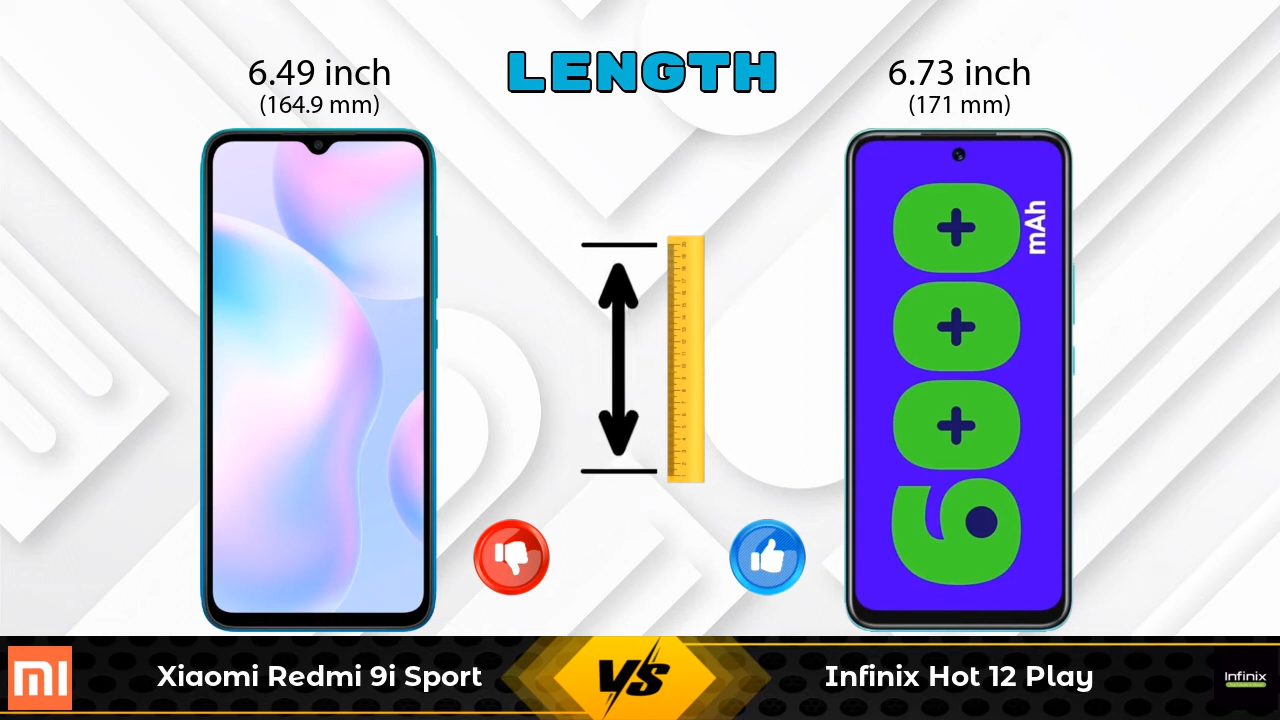 LENGTH
6.49 inch
(164.9 mm)
6.73 inch
(171 mm)
6000
mAh
mi
Xiaomi Redmi 9i Sport
VS
Infinix Hot 12 Play
Infinix